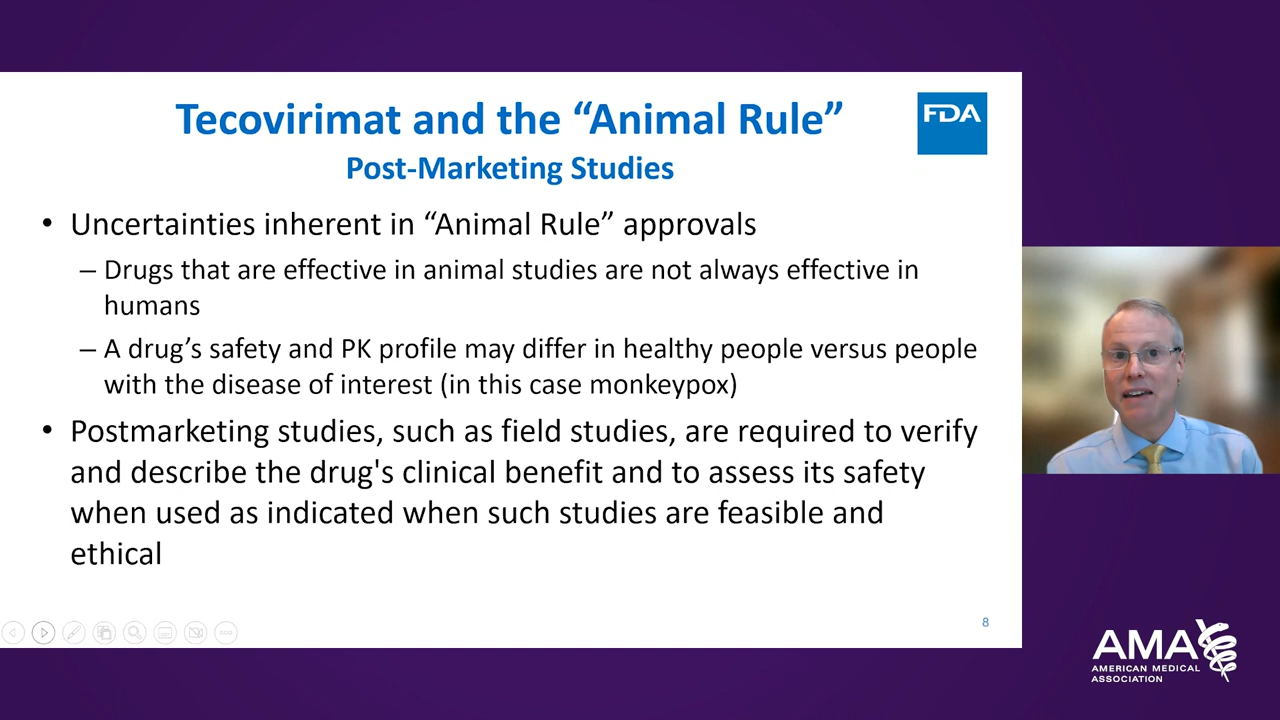 Tecovirimat and the “Animal Rule”
FDA
Post-Marketing Studies
• Uncertainties inherent in “Animal Rule” approvals
– Drugs that are effective in animal studies are not always effective in
humans
– A drug’s safety and PK profile may differ in healthy people versus people
with the disease of interest (in this case monkeypox)
• Postmarketing studies, such as field studies, are required to verify
and describe the drug's clinical benefit and to assess its safety
when used as indicated when such studies are feasible and
ethical
8
AMA
AMERICAN MEDICAL
ASSOCIATION